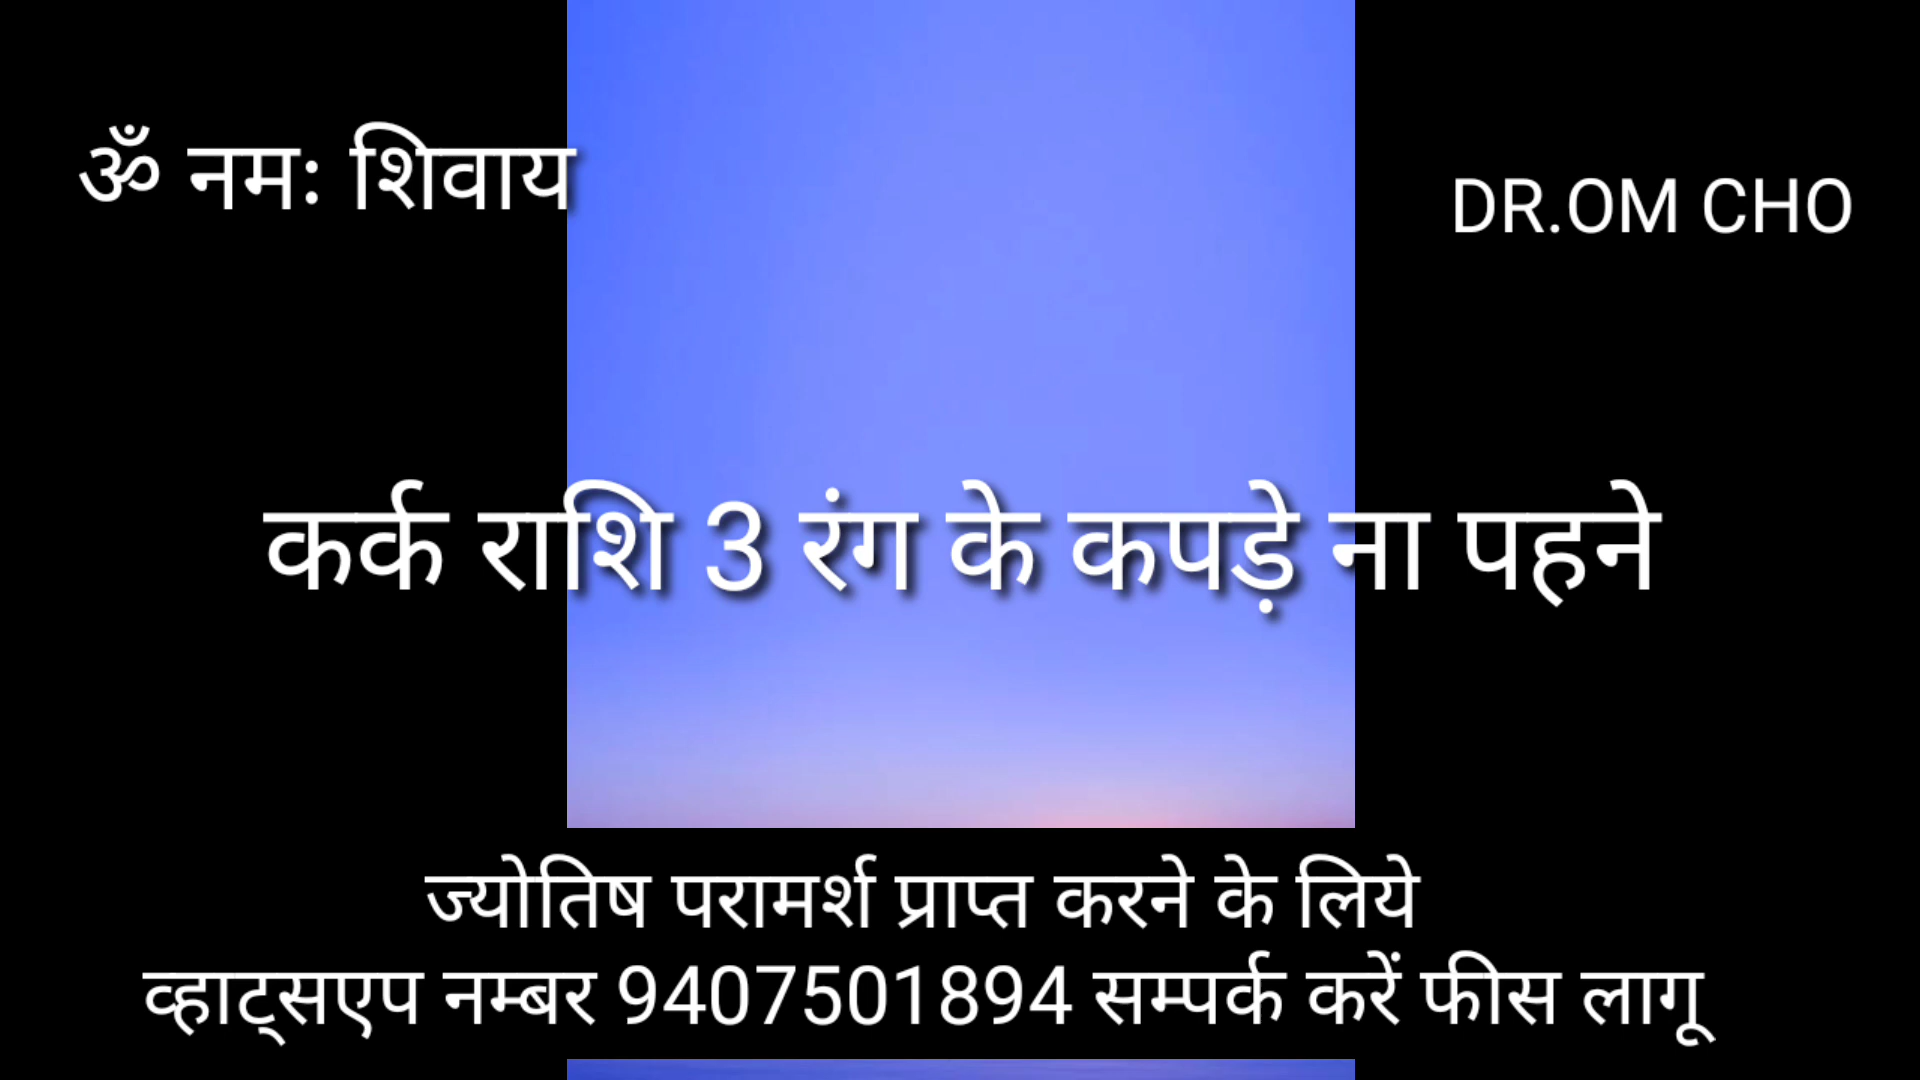 ॐ नमः शिवाय
DR.OM CHO
कर्क राशि 3 रंग के कपड़े ना पहने
ज्योतिष परामर्श प्राप्त करने के लिये
व्हाट्सएप नम्बर 9407501894 सम्पर्क करें फीस लागू